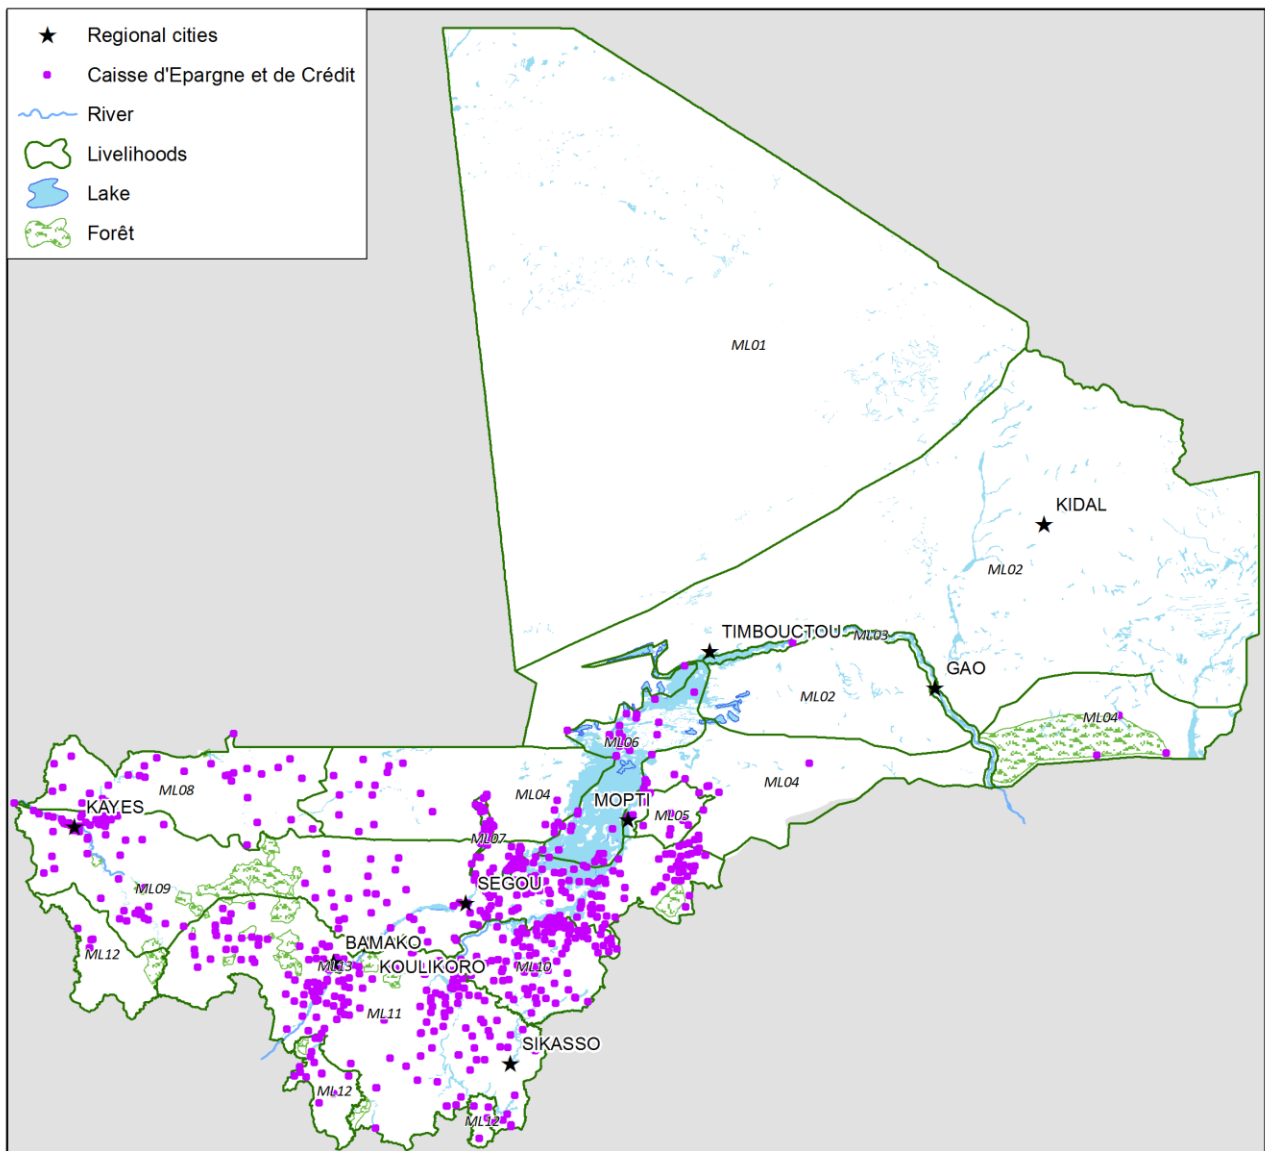 Regional cities
Caisse d'Epargne et de Crédit
River
Livelihoods
Lake
Forêt
ML01
KIDAL
ML02
TIMBOUCTOU
ML03
GAO
ML02
ML04
ML06
ML04
ML08
ML04
MOPTI
KAYES
ML05
ML07
SEGOU
ML09
BAMAKO
ML12
ML13
KOULIKORO
ML10
ML11
SIKASSO
ML12
ML12